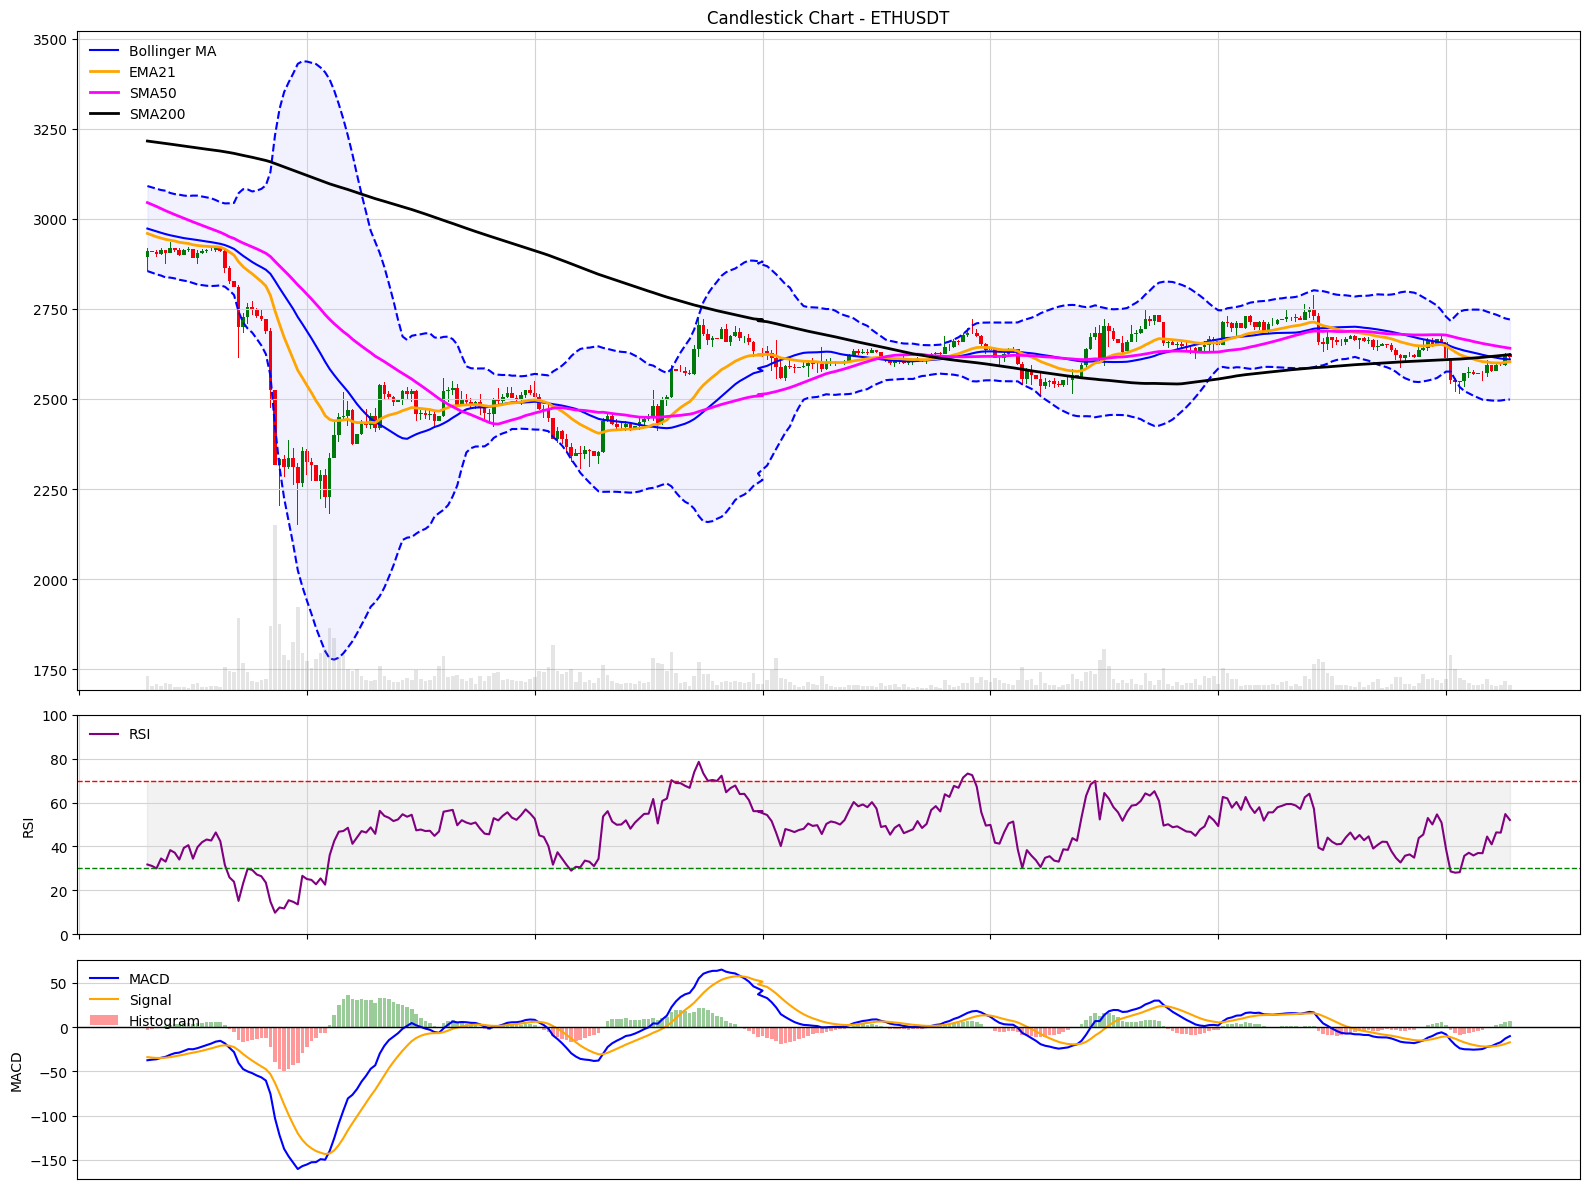 Candlestick Chart - ETHUSDT
Bollinger MA
EMA21
SMA50
SMA200
3500
3250
3000
2750
2500
2250
2000
1750
RSI
RSI
100
80
60
40
20
0
MACD
Signal
Histogram
MACD
50
0
−50
−100
−150